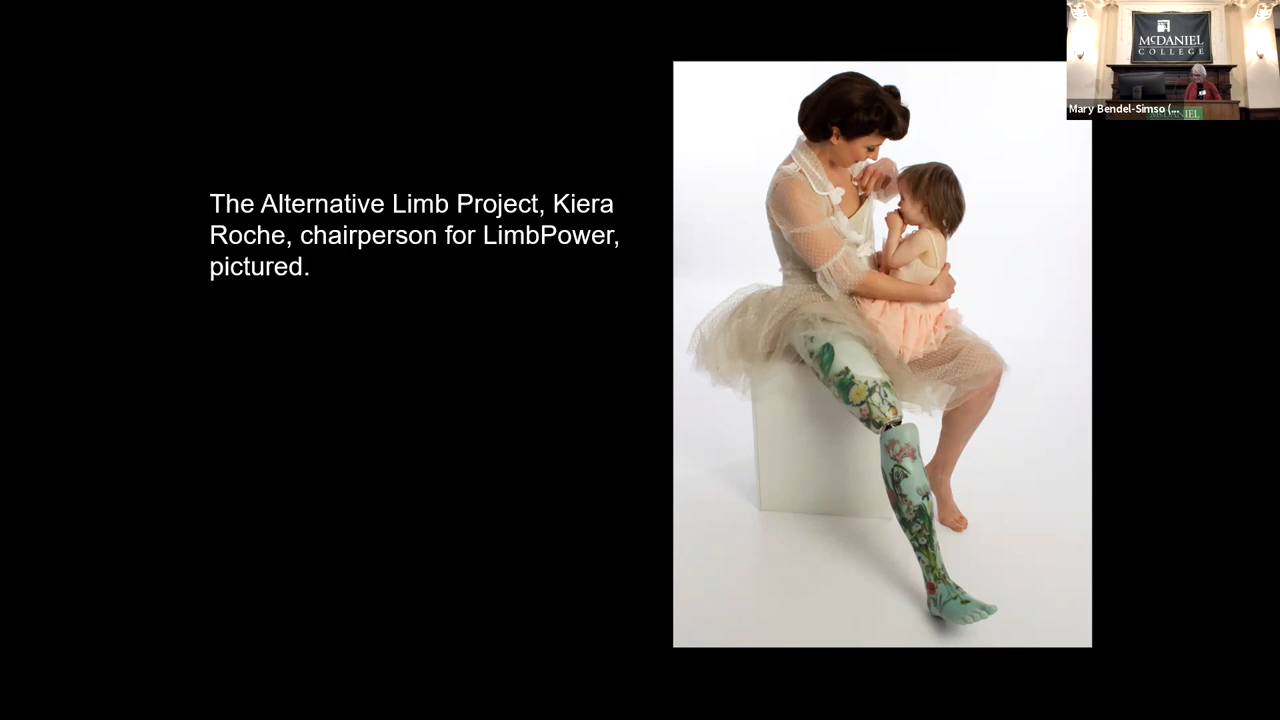 The Alternative Limb Project, Kiera
Roche, chairperson for LimbPower,
pictured.
McDANIEL
COLLEGE
Mary Bendel-Simso (...